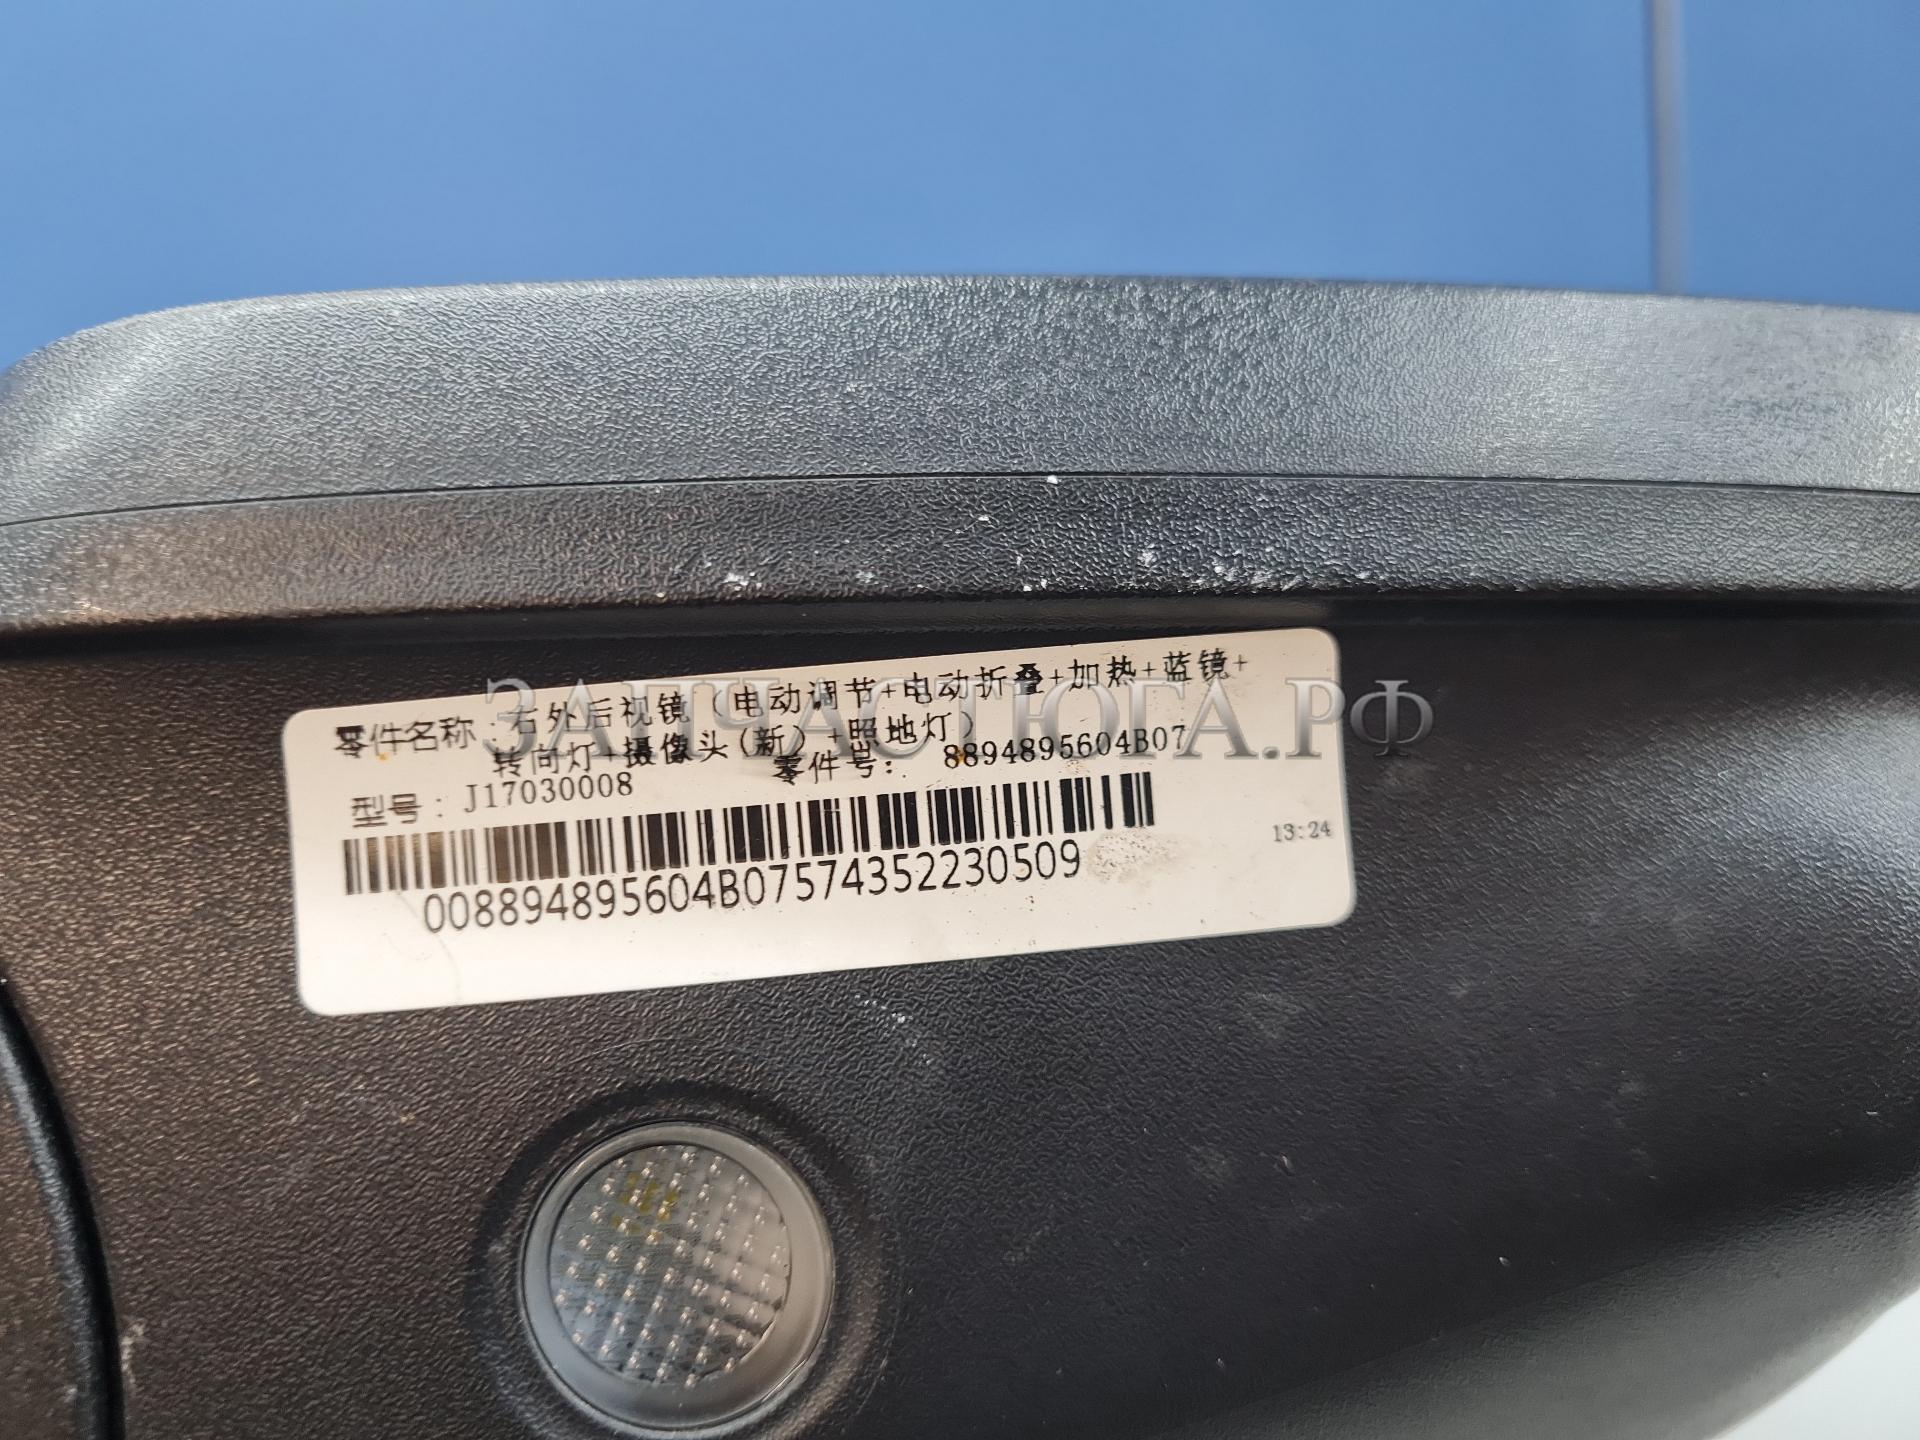 零件名称：右外后视镜（电动调节+电动折叠+加热+蓝镜+
转向灯+摄像头(新）+照地灯）
型号：J17030008 零件号： 8894895604B07
008894895604B07574352230509
13:24
ЗАПЧАСТЮГА.РФ